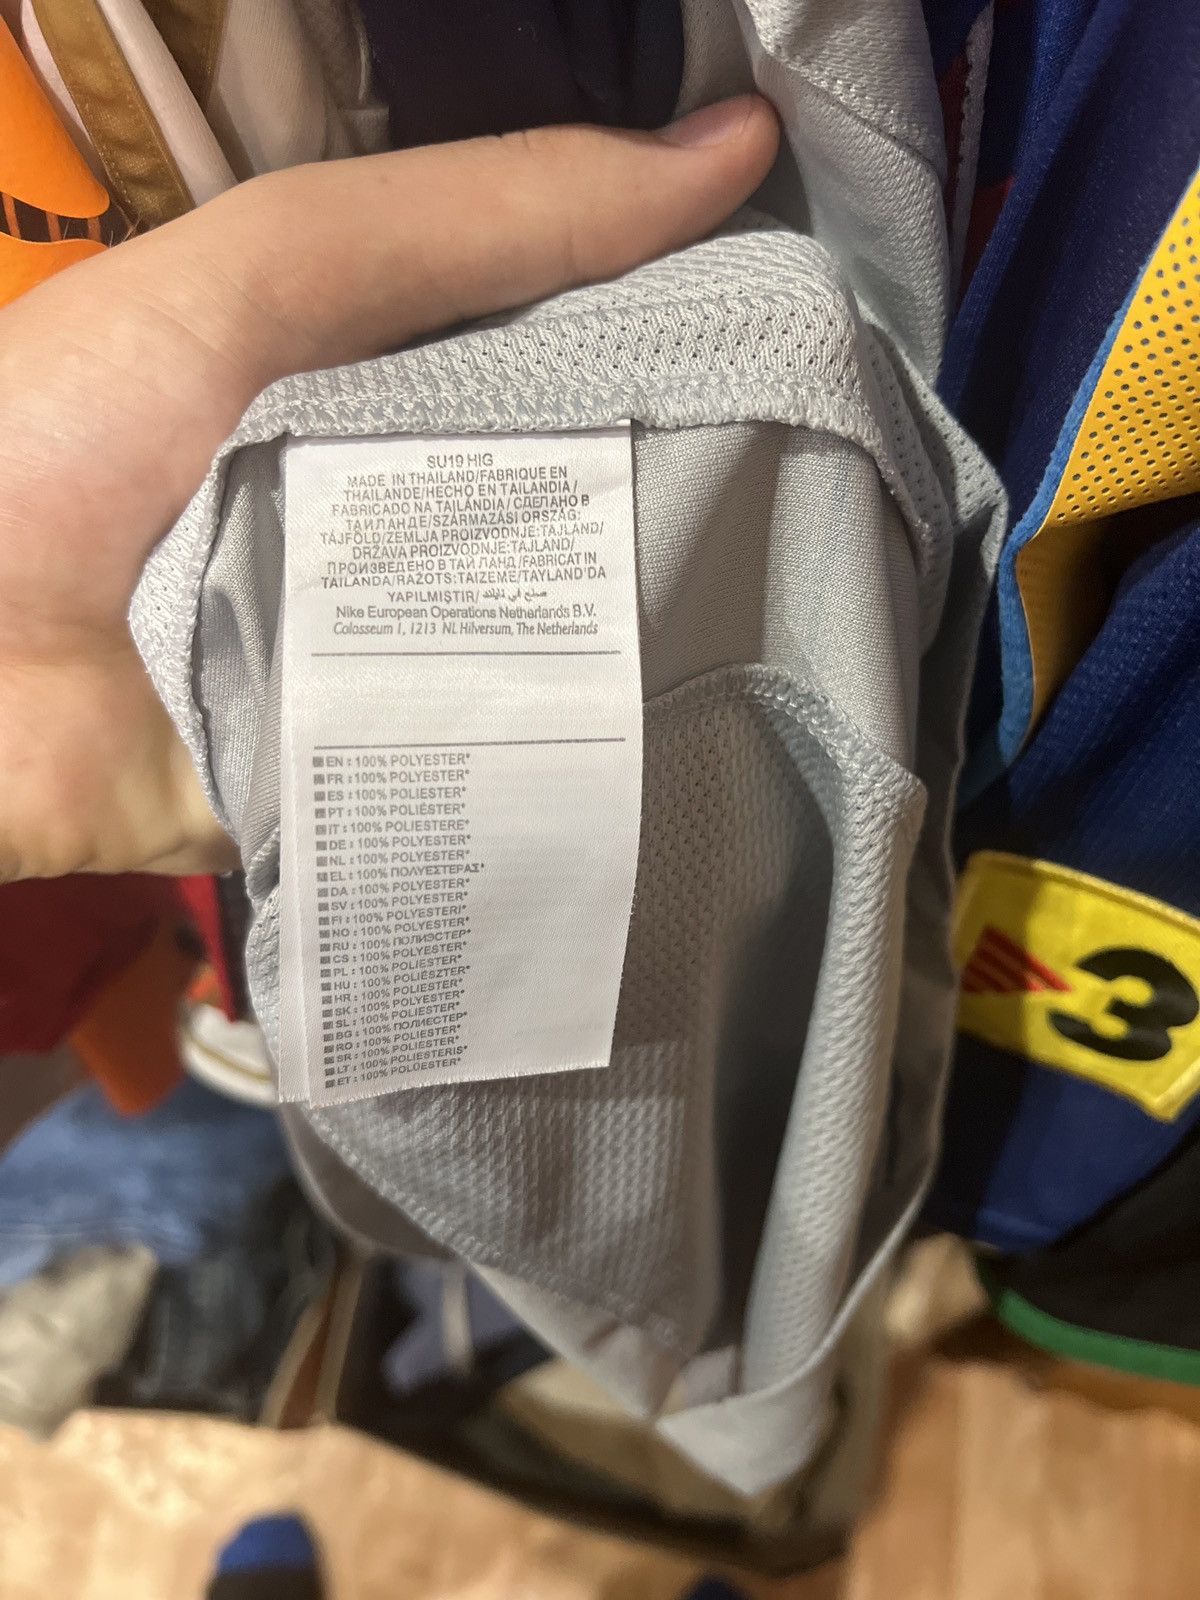 SU19 HIG
MADE IN THAILAND/FABRIQUE EN
THAILANDE/HECHO EN TAILANDIA /
FABRICADO NA TAILÂNDIA / СДЕЛАНО В
ТАИЛАНДЕ/SZÁRMAZÁSI ORSZÁG:
TÁJFÖLD/ZEMLJA PROIZVODNJE:TAJLAND/
DRŽAVA PROIZVODNJE:TAJLAND/
ПРОИЗВЕДЕНО В ТАЙЛАНД/FABRICAT IN
TAILANDA/RAŽOTS:TAIZEME/TAYLAND'DA
YAPILMIŞTIR/ صنع في تايلند
Nike European Operations Netherlands B.V.
Colosseum 1, 1213 NL Hilversum, The Netherlands
EN : 100% POLYESTER*
FR : 100% POLYESTER*
ES : 100% POLIÉSTER*
PT : 100% POLIÉSTER*
IT : 100% POLIESTERE*
DE : 100% POLYESTER*
NL : 100% POLYESTER*
EL : 100% ΠΟΛΥΕΣΤΕΡΑΣ*
DA : 100% POLYESTER*
SV : 100% POLYESTER*
FI : 100% POLYESTERI*
NO : 100% POLYESTER*
RU : 100% ПОЛИЭСТЕР*
CS : 100% POLYESTER*
PL : 100% POLIESTER*
HU : 100% POLIÉSZTER*
HR : 100% POLIESTER*
SK : 100% POLYESTER*
SL : 100% POLIESTER*
BG : 100% ПОЛИЕСТЕР*
RO : 100% POLIESTER*
SR : 100% POLIESTER*
LT : 100% POLIESTERIS*
ET : 100% POLÜESTER*
3